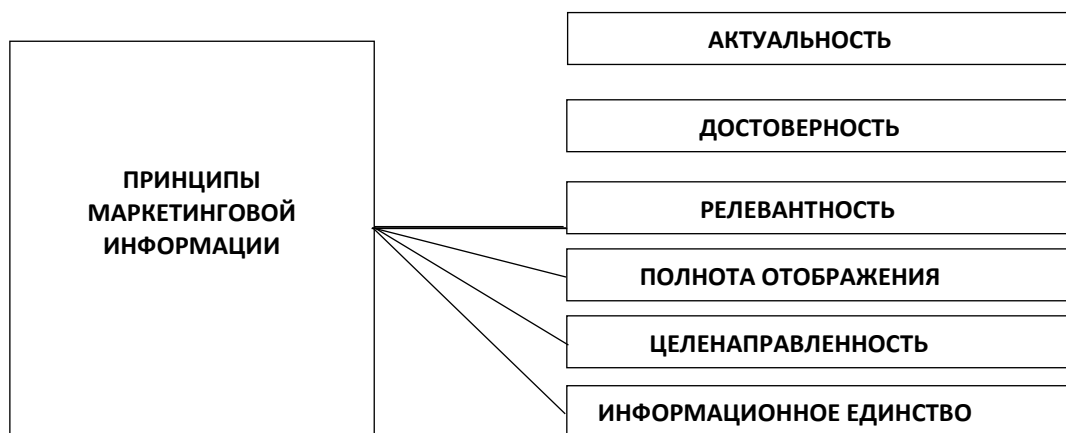 ПРИНЦИПЫ
МАРКЕТИНГОВОЙ
ИНФОРМАЦИИ
АКТУАЛЬНОСТЬ
ДОСТОВЕРНОСТЬ
РЕЛЕВАНТНОСТЬ
ПОЛНОТА ОТОБРАЖЕНИЯ
ЦЕЛЕНАПРАВЛЕННОСТЬ
ИНФОРМАЦИОННОЕ ЕДИНСТВО